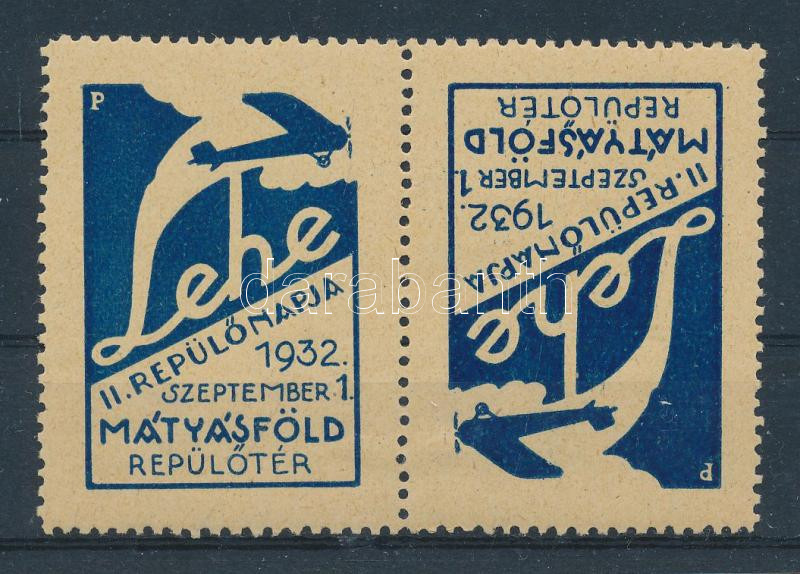 P
Lehe
II. REPÜLŐNAPJA
1932.
SZEPTEMBER 1.
MÁTYÁSFÖLD
REPÜLŐTÉR
P
Lehe
II. REPÜLŐNAPJA
1932.
SZEPTEMBER 1.
MÁTYÁSFÖLD
REPÜLŐTÉR
darabanth